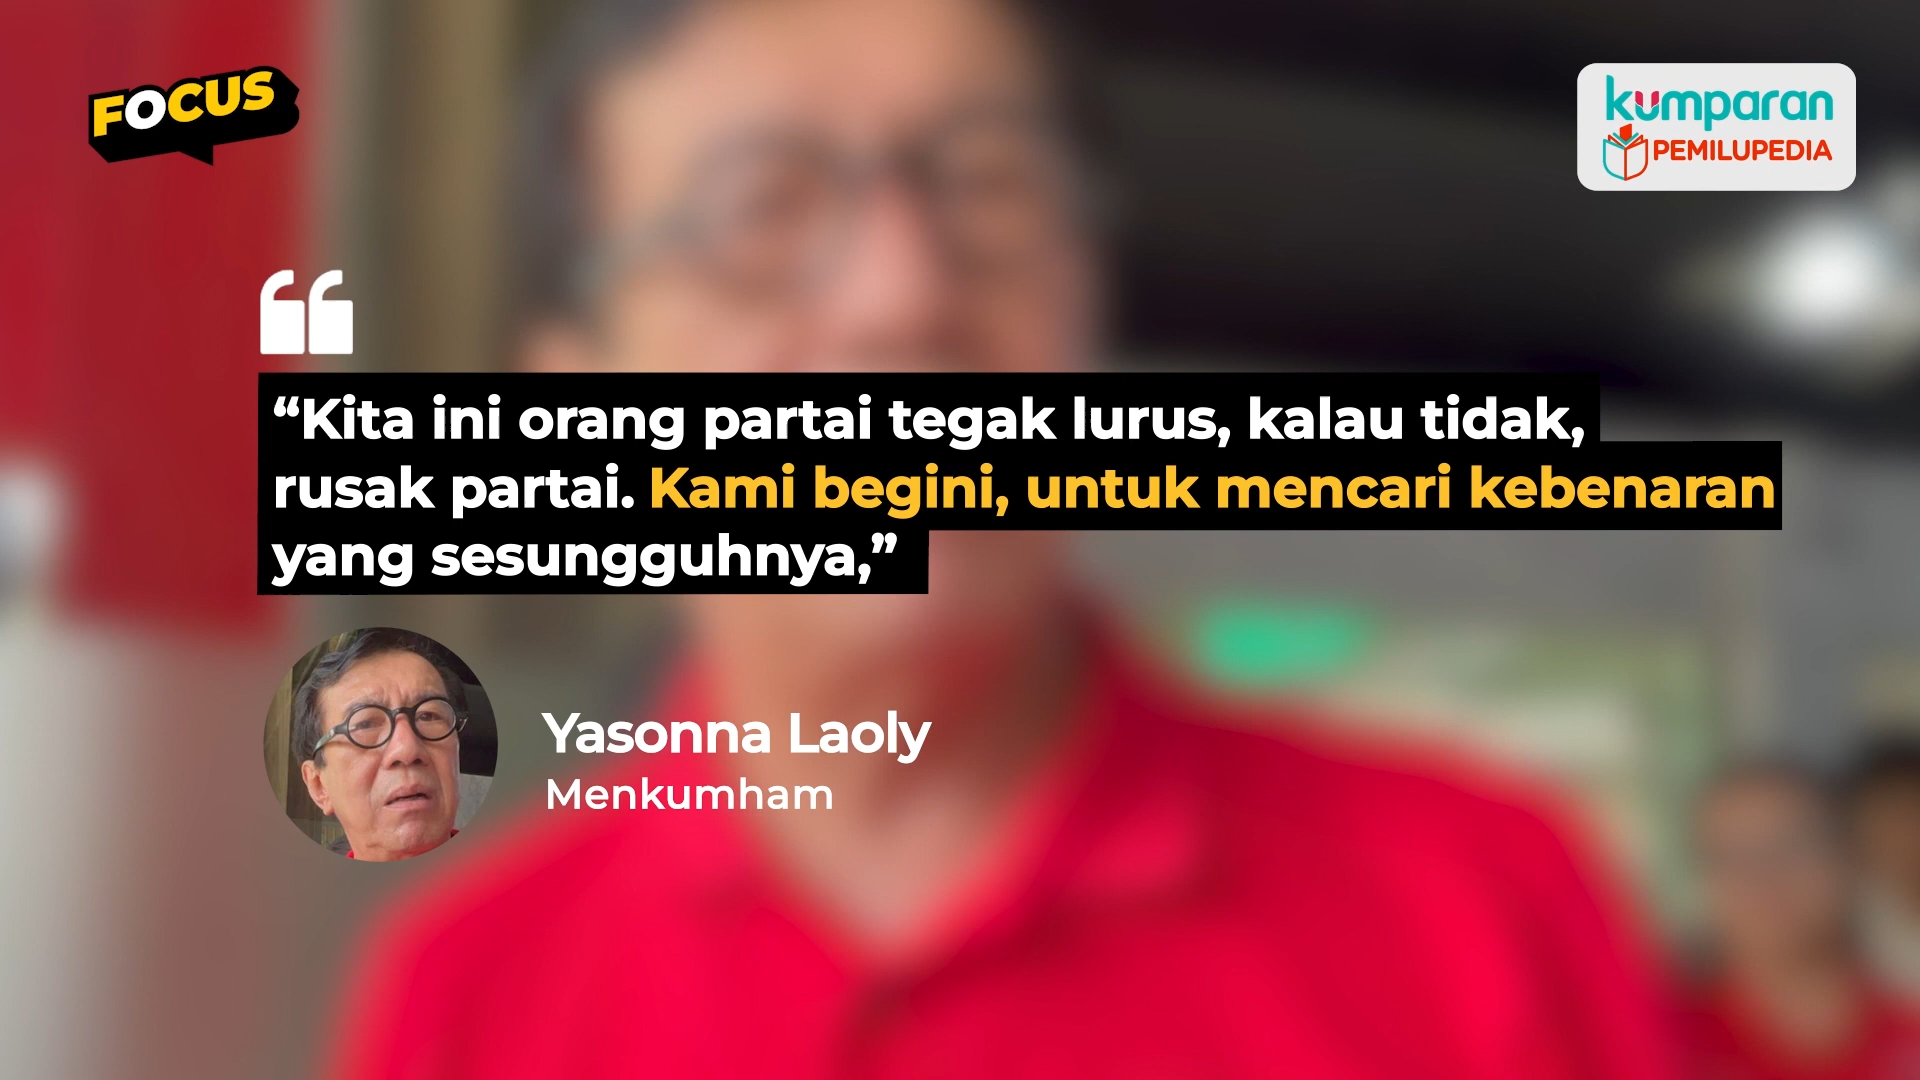 FOCUS
kumparan
PEMILUPEDIA
“Kita ini orang partai tegak lurus, kalau tidak,
rusak partai. Kami begini, untuk mencari kebenaran
yang sesungguhnya,”
Yasonna Laoly
Menkumham